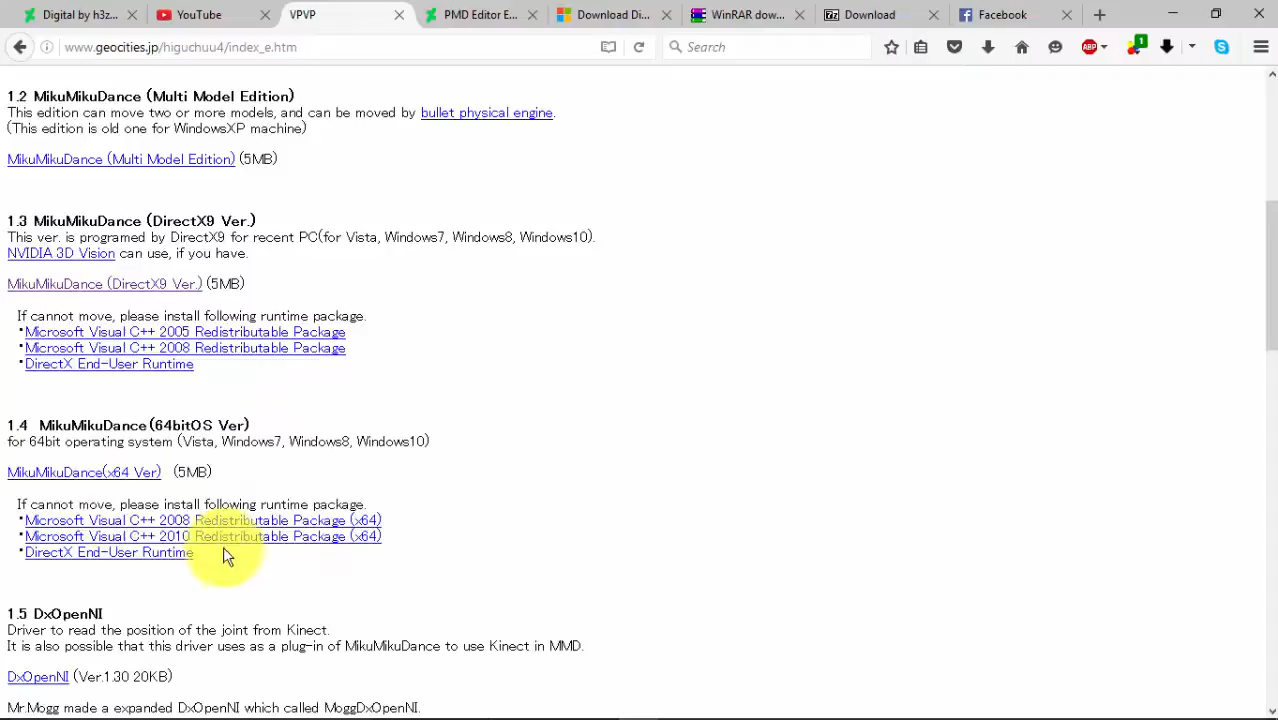 Digital by h3z...
YouTube
VPVP
PMD Editor E...
Download Di...
WinRAR dow...
7z Download
Facebook
www.geocities.jp/higuchuu4/index_e.htm
Search
ABP
1
1.2 MikuMikuDance (Multi Model Edition)
This edition can move two or more models, and can be moved by bullet physical engine.
(This edition is old one for WindowsXP machine)
MikuMikuDance (Multi Model Edition) (5MB)
1.3 MikuMikuDance (DirectX9 Ver.)
This ver. is programed by DirectX9 for recent PC(for Vista, Windows7, Windows8, Windows10).
NVIDIA 3D Vision can use, if you have.
MikuMikuDance (DirectX9 Ver.) (5MB)
If cannot move, please install following runtime package.
・Microsoft Visual C++ 2005 Redistributable Package
・Microsoft Visual C++ 2008 Redistributable Package
・DirectX End-User Runtime
1.4 MikuMikuDance(64bitOS Ver)
for 64bit operating system (Vista, Windows7, Windows8, Windows10)
MikuMikuDance(x64 Ver) (5MB)
If cannot move, please install following runtime package.
・Microsoft Visual C++ 2008 Redistributable Package (x64)
・Microsoft Visual C++ 2010 Redistributable Package (x64)
・DirectX End-User Runtime
1.5 DxOpenNI
Driver to read the position of the joint from Kinect.
It is also possible that this driver uses as a plug-in of MikuMikuDance to use Kinect in MMD.
DxOpenNI (Ver.1.30 20KB)
Mr.Mogg made a expanded DxOpenNI which called MoggDxOpenNI.